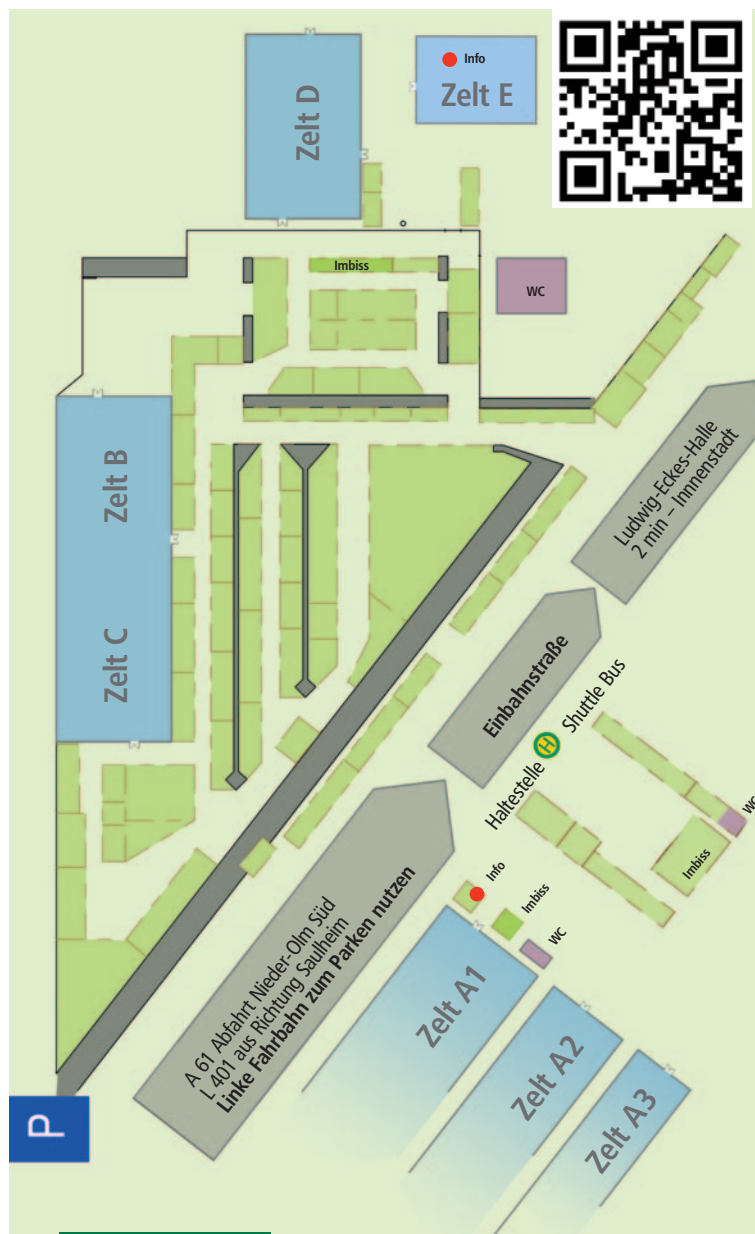 Zelt D
Info
Zelt E
Imbiss
WC
Zelt B
Zelt C
Ludwig-Eckes-Halle
2 min – Innnenstadt
Einbahnstraße
Haltestelle H Shuttle Bus
WC
Imbiss
Info
Imbiss
WC
A 61 Abfahrt Nieder-Olm Süd
L 401 aus Richtung Saulheim
Linke Fahrbahn zum Parken nutzen
Zelt A1
Zelt A2
Zelt A3
P